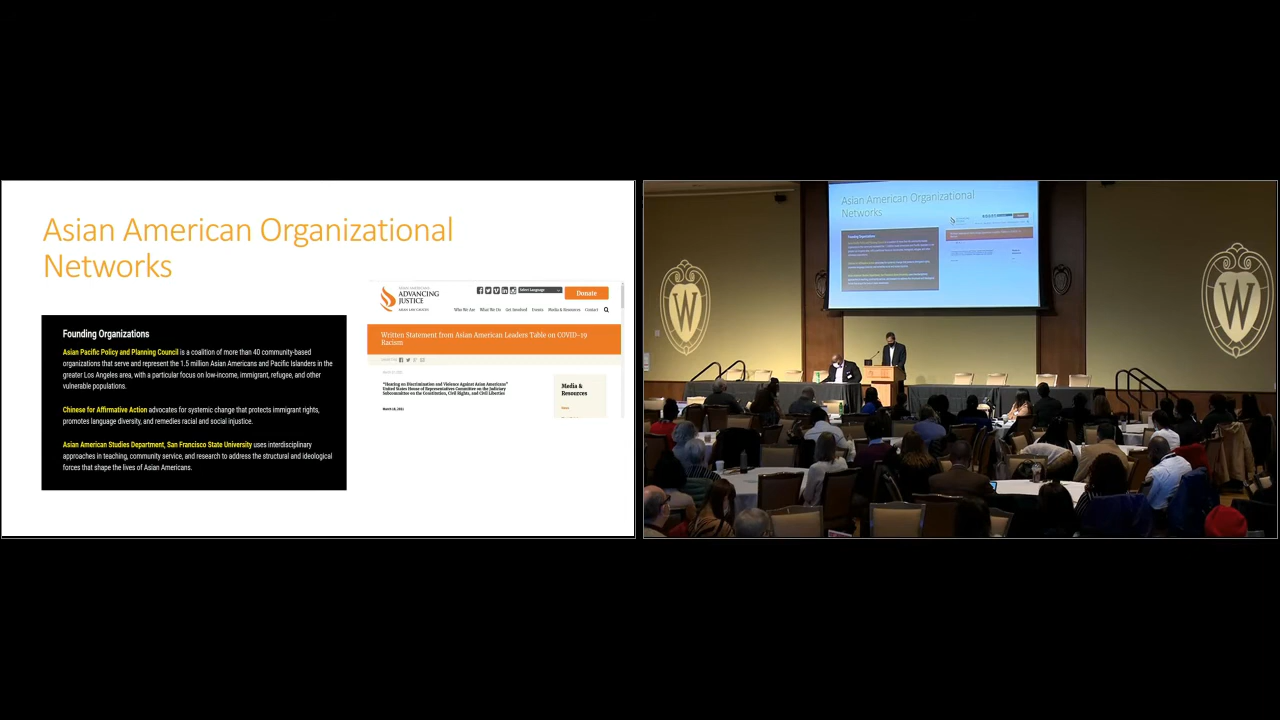 Asian American Organizational
Networks
Founding Organizations
Asian Pacific Policy and Planning Council is a coalition of more than 40 community-based
organizations that serve and represent the 1.5 million Asian Americans and Pacific Islanders in the
greater Los Angeles area, with a particular focus on low-income, immigrant, refugee, and other
vulnerable populations.
Chinese for Affirmative Action advocates for systemic change that protects immigrant rights,
promotes language diversity, and remedies racial and social injustice.
Asian American Studies Department, San Francisco State University uses interdisciplinary
approaches in teaching, community service, and research to address the structural and ideological
forces that shape the lives of Asian Americans.
ADVANCING
JUSTICE
Select Language
Donate
Who We Are What We Do Get Involved Events Media & Resources Contact
Written Statement from Asian American Leaders Table on COVID-19
Racism
"Hearing on Discrimination and Violence Against Asian Americans"
United States House of Representatives Committee on the Judiciary
Subcommittee on the Constitution, Civil Rights, and Civil Liberties
March 18, 2021
Media &
Resources
Asian American Organizational
Networks
Founding Organizations
W
W